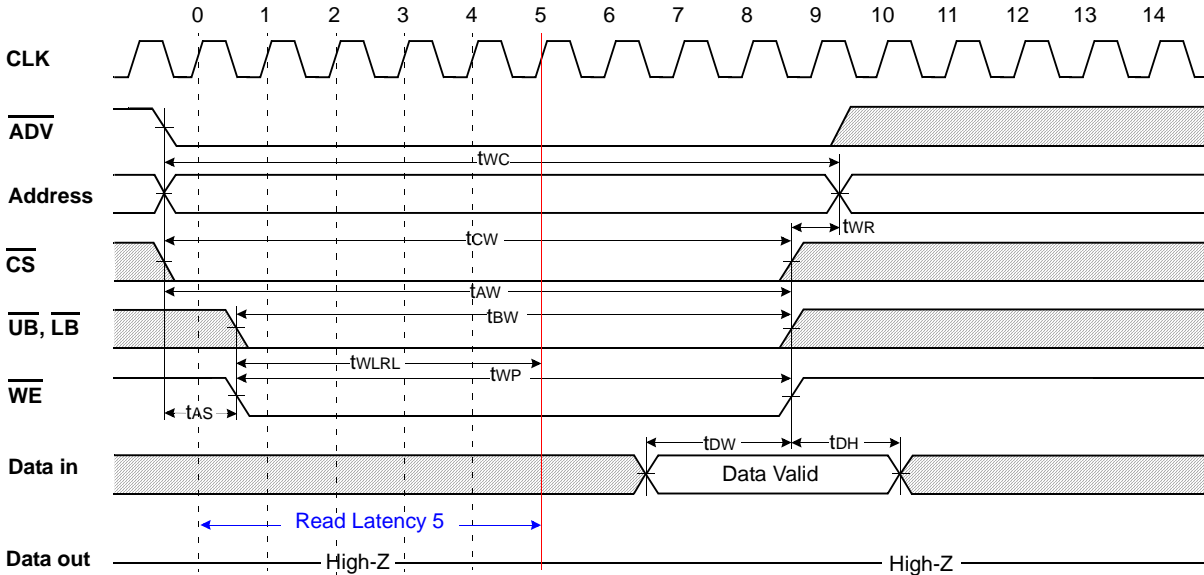 0 1 2 3 4 5 6 7 8 9 10 11 12 13 14
CLK
ADV
tWC
Address
tWR
tCW
CS
tAW
UB, LB
tBW
tWLRL
tWP
WE
tAS
tDW
tDH
Data in
Data Valid
Read Latency 5
Data out
High-Z
High-Z